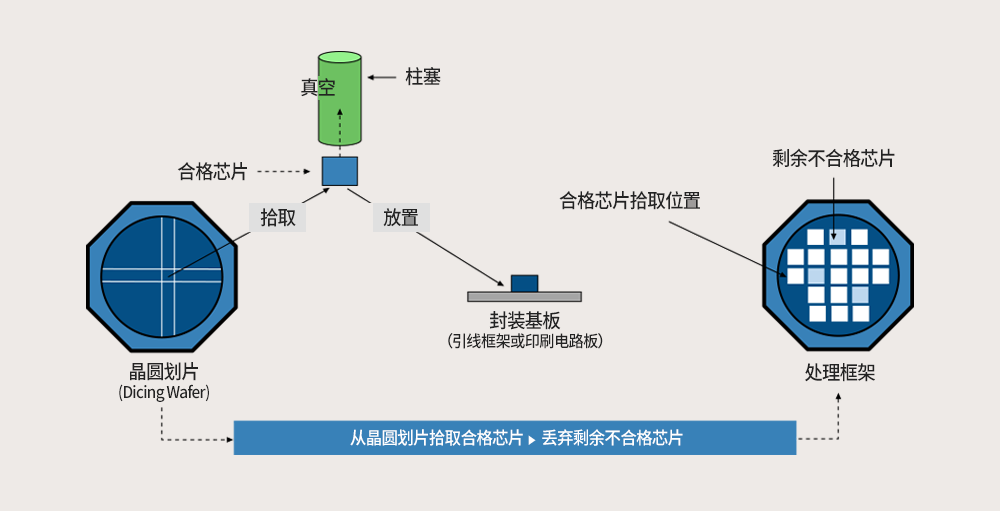 真空
柱塞
合格芯片
拾取
放置
剩余不合格芯片
合格芯片拾取位置
封装基板
（引线框架或印刷电路板）
晶圆划片
(Dicing Wafer)
处理框架
从晶圆划片拾取合格芯片 ▶ 丢弃剩余不合格芯片